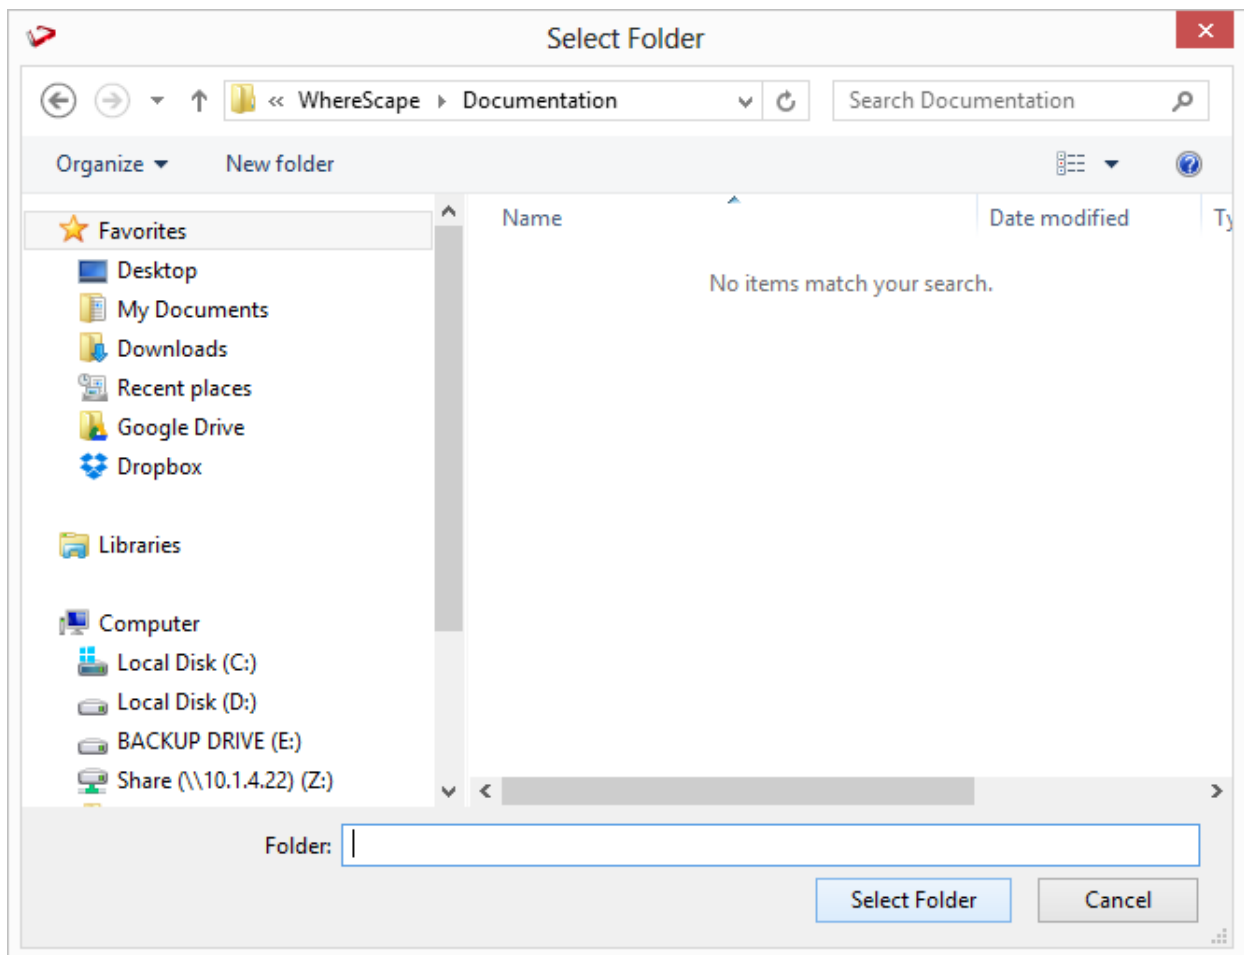 Select Folder
« WhereScape Documentation
Search Documentation
Organize
New folder
Favorites
Desktop
My Documents
Downloads
Recent places
Google Drive
Dropbox
Libraries
Computer
Local Disk (C:)
Local Disk (D:)
BACKUP DRIVE (E:)
Share (\\10.1.4.22) (Z:)
Name
Date modified
Ty
No items match your search.
Folder:
Select Folder
Cancel